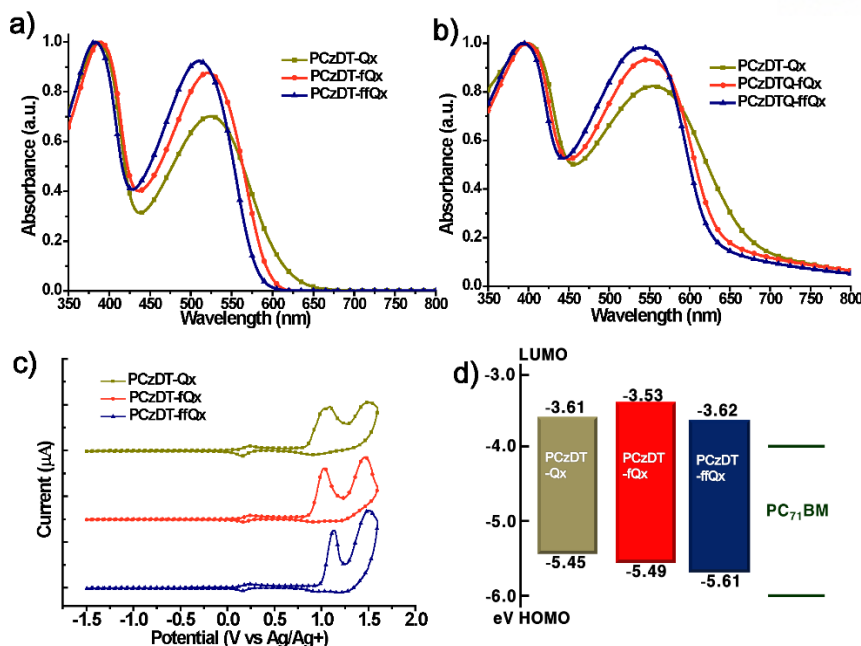 a)
1.0
0.8
0.6
0.4
0.2
0.0
Absorbance (a.u.)
PCzDT-Qx
PCzDT-fQx
PCzDT-ffQx
350 400 450 500 550 600 650 700 750 800
Wavelength (nm)
b)
1.0
0.8
0.6
0.4
0.2
0.0
Absorbance (a.u.)
PCzDT-Qx
PCzDTQ-fQx
PCzDTQ-ffQx
350 400 450 500 550 600 650 700 750 800
Wavelength (nm)
c)
PCzDT-Qx
PCzDT-fQx
PCzDT-ffQx
Current (µA)
-1.5 -1.0 -0.5 0.0 0.5 1.0 1.5 2.0
Potential (V vs Ag/Ag+)
d)
LUMO
-3.0
-4.0
-5.0
-6.0
eV HOMO
-3.61
PCzDT
-Qx
-5.45
-3.53
PCzDT
-fQx
-5.49
-3.62
PCzDT
-ffQx
-5.61
PC₇₁BM